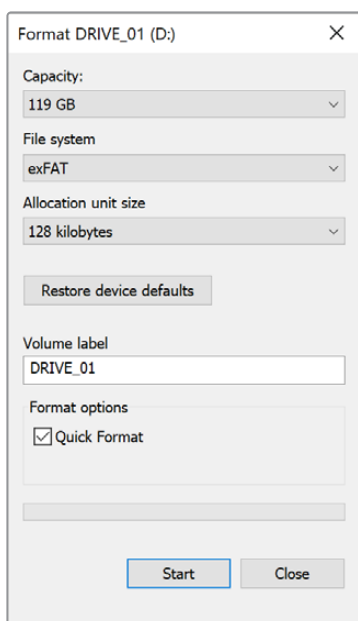 Format DRIVE_01 (D:)
Capacity:
119 GB
File system
exFAT
Allocation unit size
128 kilobytes
Restore device defaults
Volume label
DRIVE_01
Format options
Quick Format
Start Close